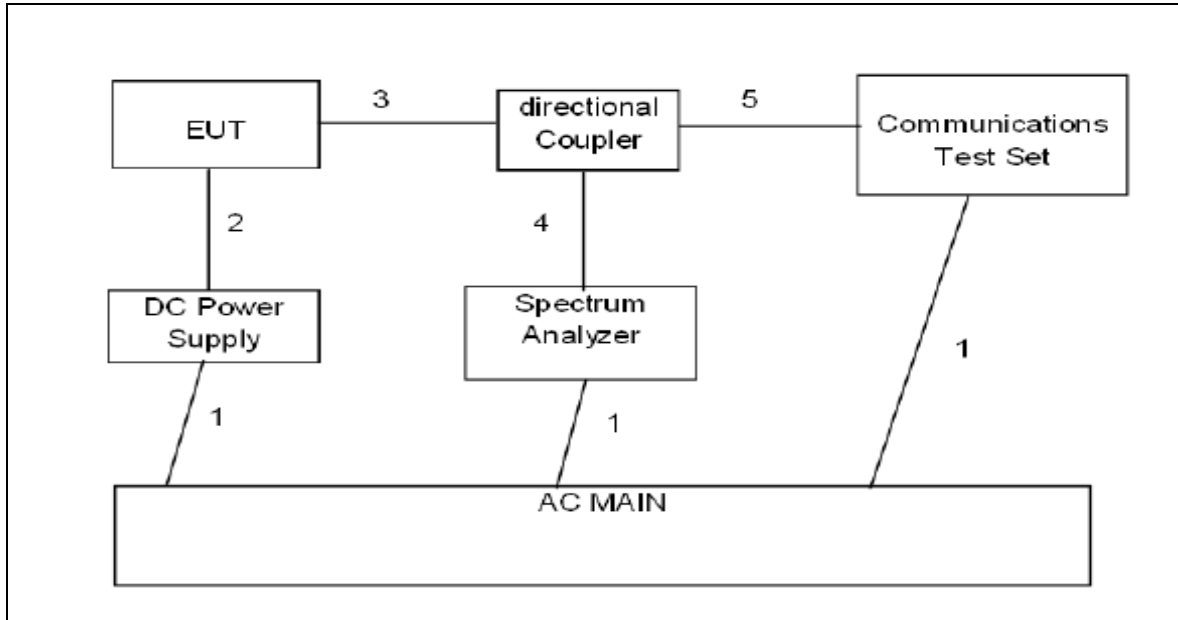 EUT
3
directional
Coupler
5
Communications
Test Set
2
4
DC Power
Supply
Spectrum
Analyzer
1
1
1
AC MAIN